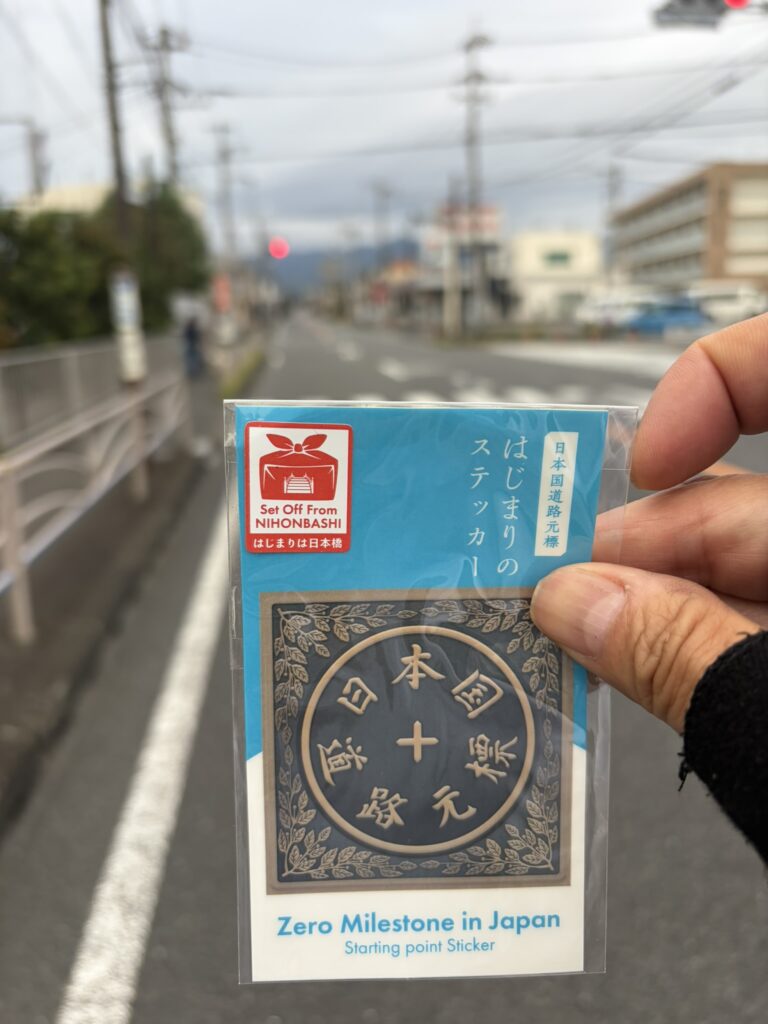 Set Off From
NIHONBASHI
はじまりは日本橋
日本国道路元標
はじまりの
ステッカー
日本国道路元標
Zero Milestone in Japan
Starting point Sticker